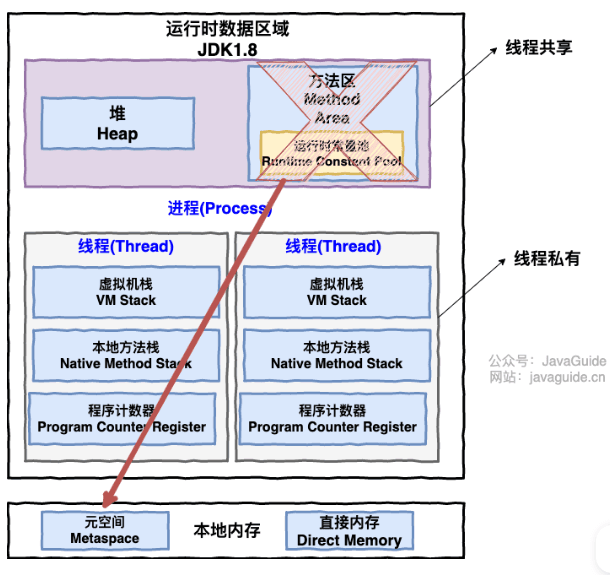 运行时数据区域
JDK1.8
线程共享
堆
Heap
方法区
Method
Area
运行时常量池
Runtime Constant Pool
进程(Process)
线程(Thread)
虚拟机栈
VM Stack
本地方法栈
Native Method Stack
程序计数器
Program Counter Register
线程(Thread)
虚拟机栈
VM Stack
本地方法栈
Native Method Stack
程序计数器
Program Counter Register
线程私有
公众号：JavaGuide
网站：javaguide.cn
元空间
Metaspace
本地内存
直接内存
Direct Memory